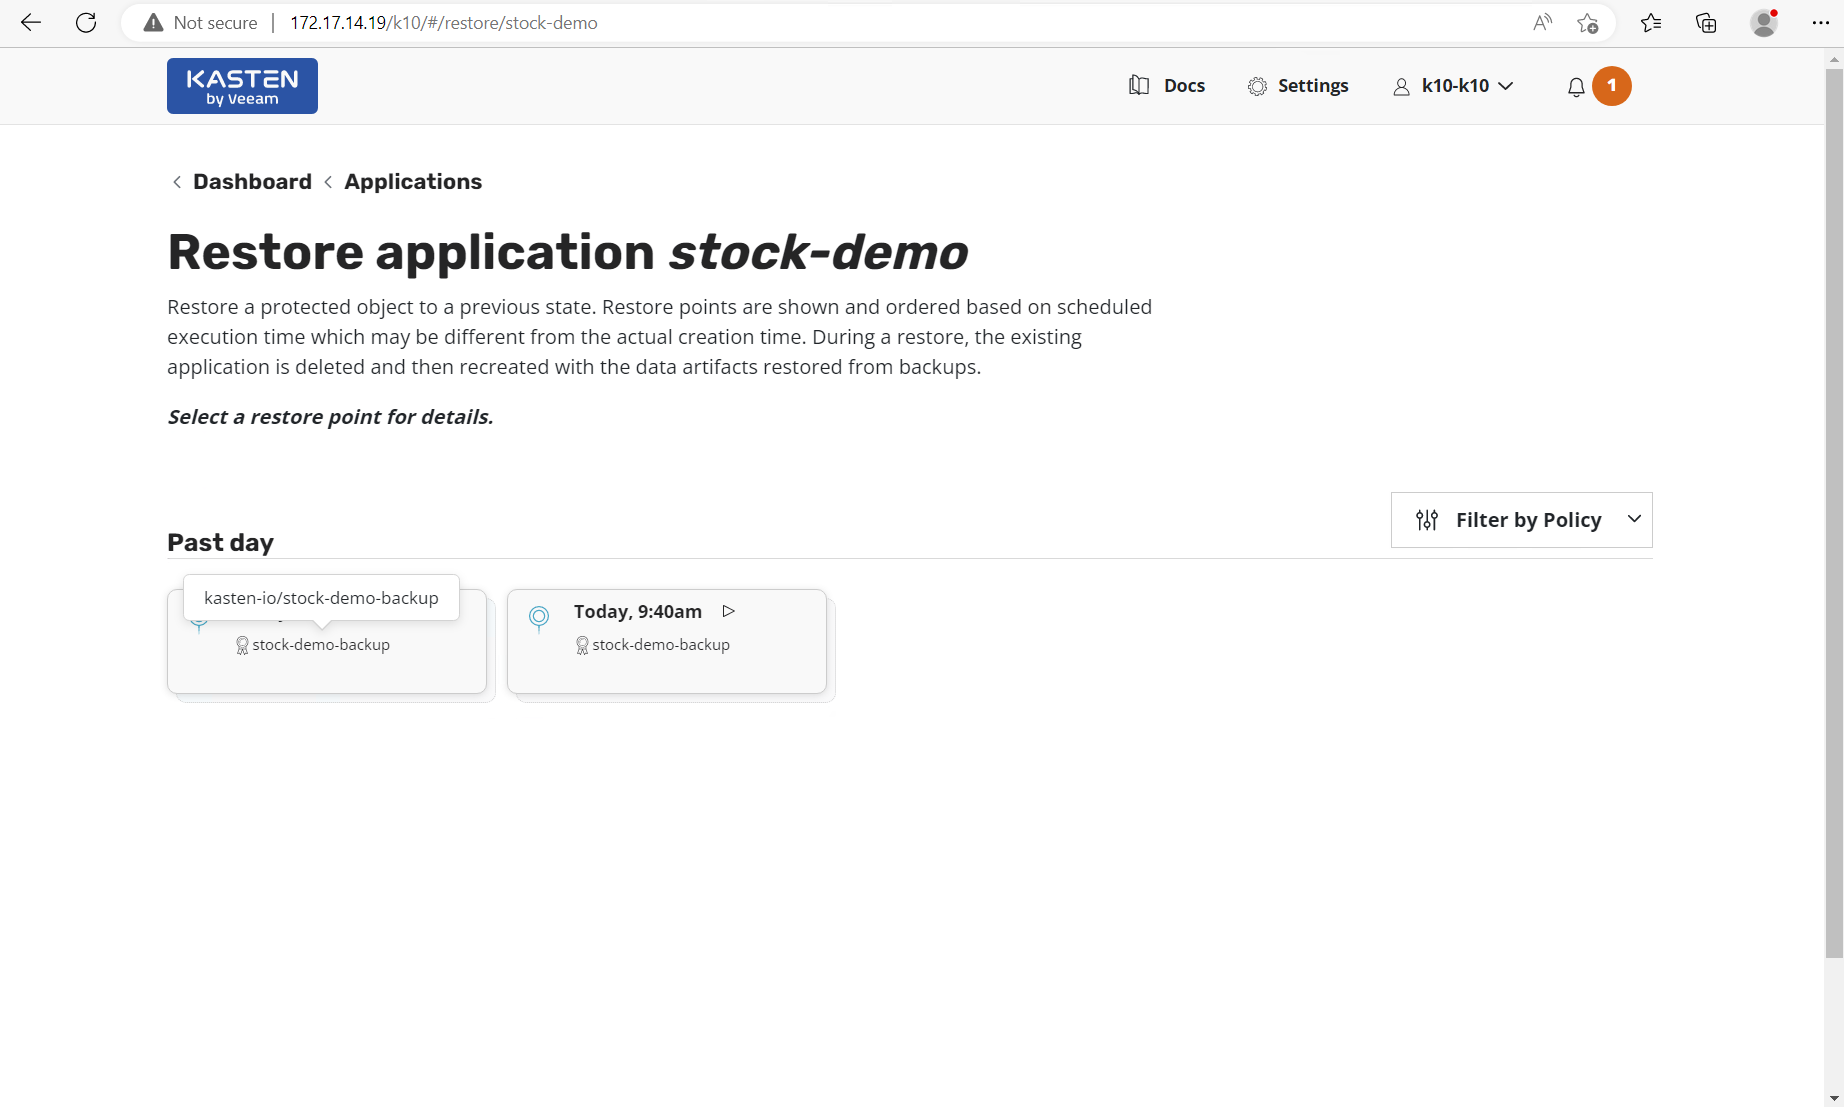 Not secure | 172.17.14.19/k10/#/restore/stock-demo
KASTEN
by Veeam
Docs
Settings
k10-k10
1
Dashboard
Applications
Restore application stock-demo
Restore a protected object to a previous state. Restore points are shown and ordered based on scheduled
execution time which may be different from the actual creation time. During a restore, the existing
application is deleted and then recreated with the data artifacts restored from backups.
Select a restore point for details.
Filter by Policy
Past day
kasten-io/stock-demo-backup
stock-demo-backup
Today, 9:40am
stock-demo-backup